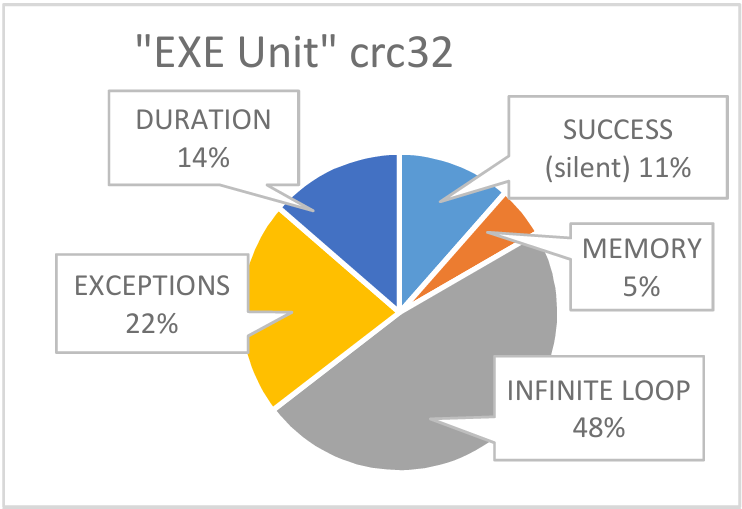 "EXE Unit" crc32
DURATION
14%
SUCCESS
(silent) 11%
MEMORY
5%
EXCEPTIONS
22%
INFINITE LOOP
48%